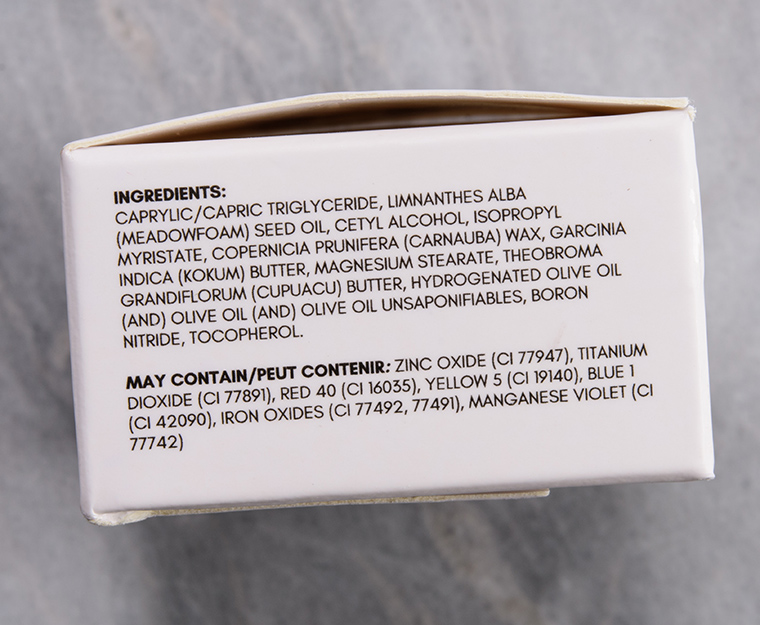 INGREDIENTS:
CAPRYLIC/CAPRIC TRIGLYCERIDE, LIMNANTHES ALBA
(MEADOWFOAM) SEED OIL, CETYL ALCOHOL, ISOPROPYL
MYRISTATE, COPERNICIA PRUNIFERA (CARNAUBA) WAX, GARCINIA
INDICA (KOKUM) BUTTER, MAGNESIUM STEARATE, THEOBROMA
GRANDIFLORUM (CUPUACU) BUTTER, HYDROGENATED OLIVE OIL
(AND) OLIVE OIL (AND) OLIVE OIL UNSAPONIFIABLES, BORON
NITRIDE, TOCOPHEROL.
MAY CONTAIN/PEUT CONTENIR: ZINC OXIDE (CI 77947), TITANIUM
DIOXIDE (CI 77891), RED 40 (CI 16035), YELLOW 5 (CI 19140), BLUE 1
(CI 42090), IRON OXIDES (CI 77492, 77491), MANGANESE VIOLET (CI
77742)